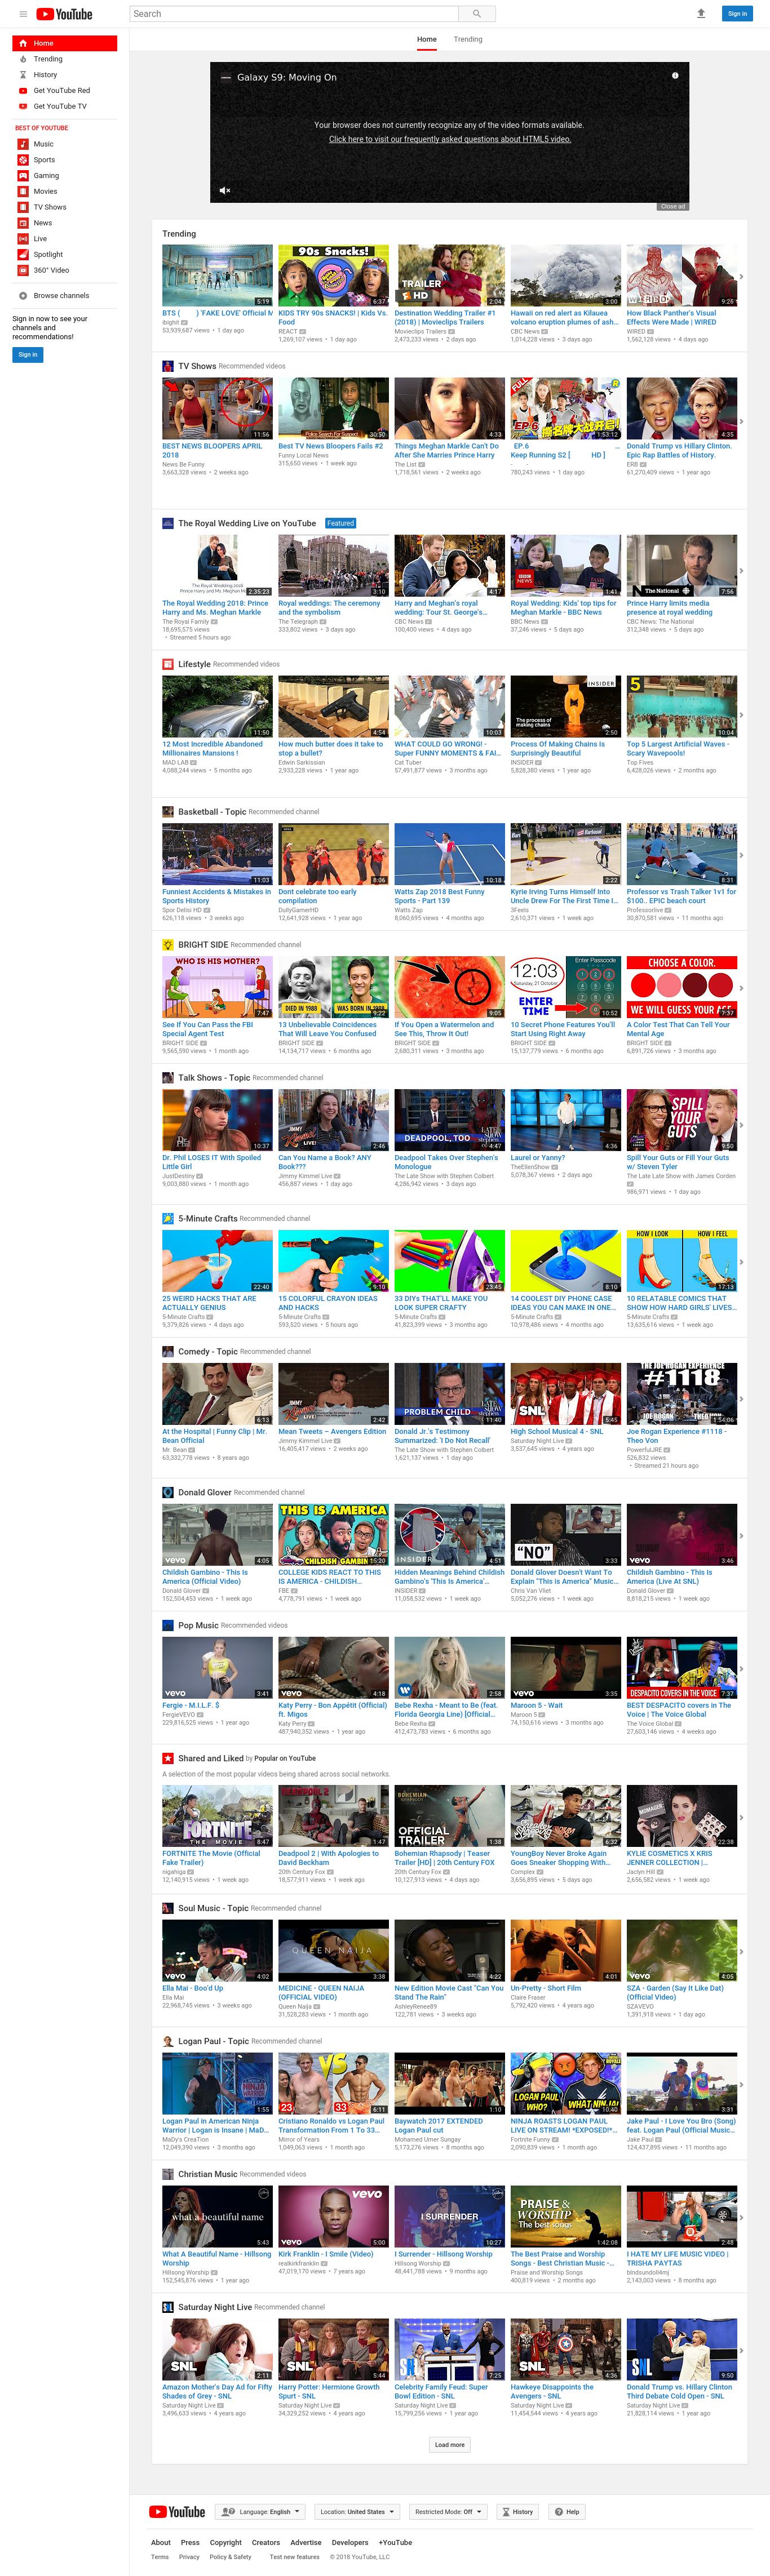 YouTube
Search
Sign in
Home
Trending
History
Get YouTube Red
Get YouTube TV
BEST OF YOUTUBE
Music
Sports
Gaming
Movies
TV Shows
News
Live
Spotlight
360° Video
Browse channels
Sign in now to see your
channels and
recommendations!
Sign in
Home Trending
Galaxy S9: Moving On
Your browser does not currently recognize any of the video formats available.
Click here to visit our frequently asked questions about HTML5 video.
Close ad
Trending
BTS ( ) 'FAKE LOVE' Official M
ibighit
53,939,687 views • 1 day ago
KIDS TRY 90s SNACKS! | Kids Vs.
Food
REACT
1,269,107 views • 1 day ago
Destination Wedding Trailer #1
(2018) | Movieclips Trailers
Movieclips Trailers
2,473,233 views • 2 days ago
Hawaii on red alert as Kilauea
volcano eruption plumes of ash...
CBC News
1,014,228 views • 3 days ago
How Black Panther's Visual
Effects Were Made | WIRED
WIRED
1,562,128 views • 4 days ago
TV Shows Recommended videos
BEST NEWS BLOOPERS APRIL
2018
News Be Funny
3,663,328 views • 2 weeks ago
Best TV News Bloopers Fails #2
Funny Local News
315,650 views • 1 week ago
Things Meghan Markle Can't Do
After She Marries Prince Harry
The List
1,718,561 views • 2 weeks ago
EP.6 ...
Keep Running S2 [ HD ]
780,243 views • 1 day ago
Donald Trump vs Hillary Clinton.
Epic Rap Battles of History.
ERB
61,270,409 views • 1 year ago
The Royal Wedding Live on YouTube Featured
The Royal Wedding 2018: Prince
Harry and Ms. Meghan Markle
The Royal Family
18,695,575 views
• Streamed 5 hours ago
Royal weddings: The ceremony
and the symbolism
The Telegraph
333,802 views • 3 days ago
Harry and Meghan's royal
wedding: Tour St. George's...
CBC News
100,400 views • 4 days ago
Royal Wedding: Kids' top tips for
Meghan Markle - BBC News
BBC News
37,246 views • 5 days ago
Prince Harry limits media
presence at royal wedding
CBC News: The National
312,348 views • 5 days ago
Lifestyle Recommended videos
12 Most Incredible Abandoned
Millionaires Mansions !
MAD LAB
4,088,244 views • 5 months ago
How much butter does it take to
stop a bullet?
Edwin Sarkissian
2,933,228 views • 1 year ago
WHAT COULD GO WRONG! -
Super FUNNY MOMENTS & FAI...
Cat Tuber
57,491,877 views • 3 months ago
Process Of Making Chains Is
Surprisingly Beautiful
INSIDER
5,828,380 views • 1 year ago
Top 5 Largest Artificial Waves -
Scary Wavepools!
Top Fives
6,428,026 views • 2 months ago
Basketball - Topic Recommended channel
Funniest Accidents & Mistakes in
Sports History
Spor Delisi HD
626,118 views • 3 weeks ago
Dont celebrate too early
compilation
DullyGamerHD
12,641,928 views • 1 year ago
Watts Zap 2018 Best Funny
Sports - Part 139
Watts Zap
8,060,695 views • 4 months ago
Kyrie Irving Turns Himself Into
Uncle Drew For The First Time I...
3Feels
2,610,371 views • 1 week ago
Professor vs Trash Talker 1v1 for
$100.. EPIC beach court
Professorlive
30,870,581 views • 11 months ago
BRIGHT SIDE Recommended channel
See If You Can Pass the FBI
Special Agent Test
BRIGHT SIDE
9,565,590 views • 1 month ago
13 Unbelievable Coincidences
That Will Leave You Confused
BRIGHT SIDE
14,134,717 views • 6 months ago
If You Open a Watermelon and
See This, Throw It Out!
BRIGHT SIDE
2,680,311 views • 3 months ago
10 Secret Phone Features You'll
Start Using Right Away
BRIGHT SIDE
15,137,779 views • 6 months ago
A Color Test That Can Tell Your
Mental Age
BRIGHT SIDE
6,891,726 views • 3 months ago
Talk Shows - Topic Recommended channel
Dr. Phil LOSES IT With Spoiled
Little Girl
JustDestiny
9,003,880 views • 1 month ago
Can You Name a Book? ANY
Book???
Jimmy Kimmel Live
456,887 views • 1 day ago
Deadpool Takes Over Stephen's
Monologue
The Late Show with Stephen Colbert
4,286,942 views • 3 days ago
Laurel or Yanny?
TheEllenShow
5,078,367 views • 2 days ago
Spill Your Guts or Fill Your Guts
w/ Steven Tyler
The Late Late Show with James Corden
986,971 views • 1 day ago
5-Minute Crafts Recommended channel
25 WEIRD HACKS THAT ARE
ACTUALLY GENIUS
5-Minute Crafts
9,379,826 views • 4 days ago
15 COLORFUL CRAYON IDEAS
AND HACKS
5-Minute Crafts
593,520 views • 5 hours ago
33 DIYs THAT'LL MAKE YOU
LOOK SUPER CRAFTY
5-Minute Crafts
41,823,399 views • 3 months ago
14 COOLEST DIY PHONE CASE
IDEAS YOU CAN MAKE IN ONE...
5-Minute Crafts
10,978,486 views • 4 months ago
10 RELATABLE COMICS THAT
SHOW HOW HARD GIRLS' LIVES...
5-Minute Crafts
13,635,616 views • 1 week ago
Comedy - Topic Recommended channel
At the Hospital | Funny Clip | Mr.
Bean Official
Mr. Bean
63,332,778 views • 8 years ago
Mean Tweets – Avengers Edition
Jimmy Kimmel Live
16,405,417 views • 2 weeks ago
Donald Jr.'s Testimony
Summarized: 'I Do Not Recall'
The Late Show with Stephen Colbert
1,621,137 views • 1 day ago
High School Musical 4 - SNL
Saturday Night Live
3,537,645 views • 4 years ago
Joe Rogan Experience #1118 -
Theo Von
PowerfulJRE
526,832 views
• Streamed 21 hours ago
Donald Glover Recommended channel
Childish Gambino - This Is
America (Official Video)
Donald Glover
152,504,453 views • 1 week ago
COLLEGE KIDS REACT TO THIS
IS AMERICA - CHILDISH...
FBE
4,778,791 views • 1 week ago
Hidden Meanings Behind Childish
Gambino's 'This Is America'...
INSIDER
11,058,532 views • 1 week ago
Donald Glover Doesn't Want To
Explain "This is America" Music...
Chris Van Vliet
5,052,276 views • 1 week ago
Childish Gambino - This Is
America (Live At SNL)
Donald Glover
8,818,215 views • 1 week ago
Pop Music Recommended videos
Fergie - M.I.L.F. $
FergieVEVO
229,816,525 views • 1 year ago
Katy Perry - Bon Appétit (Official)
ft. Migos
Katy Perry
487,940,352 views • 1 year ago
Bebe Rexha - Meant to Be (feat.
Florida Georgia Line) [Official...
Bebe Rexha
412,473,783 views • 6 months ago
Maroon 5 - Wait
Maroon 5
74,150,616 views • 3 months ago
BEST DESPACITO covers in The
Voice | The Voice Global
The Voice Global
27,603,146 views • 4 weeks ago
Shared and Liked by Popular on YouTube
A selection of the most popular videos being shared across social networks.
FORTNITE The Movie (Official
Fake Trailer)
nigahiga
12,140,915 views • 1 week ago
Deadpool 2 | With Apologies to
David Beckham
20th Century Fox
18,577,911 views • 1 week ago
Bohemian Rhapsody | Teaser
Trailer [HD] | 20th Century FOX
20th Century Fox
10,127,913 views • 4 days ago
YoungBoy Never Broke Again
Goes Sneaker Shopping With...
Complex
3,656,895 views • 5 days ago
KYLIE COSMETICS X KRIS
JENNER COLLECTION |...
Jaclyn Hill
2,656,582 views • 1 week ago
Soul Music - Topic Recommended channel
Ella Mai - Boo'd Up
Ella Mai
22,968,745 views • 3 weeks ago
MEDICINE - QUEEN NAIJA
(OFFICIAL VIDEO)
Queen Naija
31,528,283 views • 1 month ago
New Edition Movie Cast "Can You
Stand The Rain"
AshleyRenee89
122,781 views • 3 weeks ago
Un-Pretty - Short Film
Claire Fraser
5,792,420 views • 4 years ago
SZA - Garden (Say It Like Dat)
(Official Video)
SZAVEVO
1,391,918 views • 1 day ago
Logan Paul - Topic Recommended channel
Logan Paul in American Ninja
Warrior | Logan is Insane | MaD...
MaDy's CreaTion
12,049,390 views • 3 months ago
Cristiano Ronaldo vs Logan Paul
Transformation From 1 To 33...
Mirror of Years
1,049,063 views • 1 month ago
Baywatch 2017 EXTENDED
Logan Paul cut
Mohamed Umer Sungay
5,173,276 views • 8 months ago
NINJA ROASTS LOGAN PAUL
LIVE ON STREAM! *EXPOSED!*...
Fortnite Funny
2,090,839 views • 1 month ago
Jake Paul - I Love You Bro (Song)
feat. Logan Paul (Official Music...
Jake Paul
124,437,895 views • 11 months ago
Christian Music Recommended videos
What A Beautiful Name - Hillsong
Worship
Hillsong Worship
152,545,876 views • 1 year ago
Kirk Franklin - I Smile (Video)
realkirkfranklin
47,019,170 views • 7 years ago
I Surrender - Hillsong Worship
Hillsong Worship
48,441,788 views • 9 months ago
The Best Praise and Worship
Songs - Best Christian Music -...
Praise and Worship Songs
400,819 views • 2 months ago
I HATE MY LIFE MUSIC VIDEO |
TRISHA PAYTAS
blndsundoll4mj
2,143,003 views • 8 months ago
Saturday Night Live Recommended channel
Amazon Mother's Day Ad for Fifty
Shades of Grey - SNL
Saturday Night Live
3,496,633 views • 4 years ago
Harry Potter: Hermione Growth
Spurt - SNL
Saturday Night Live
34,329,252 views • 4 years ago
Celebrity Family Feud: Super
Bowl Edition - SNL
Saturday Night Live
15,799,256 views • 1 year ago
Hawkeye Disappoints the
Avengers - SNL
Saturday Night Live
11,454,544 views • 4 years ago
Donald Trump vs. Hillary Clinton
Third Debate Cold Open - SNL
Saturday Night Live
21,828,114 views • 1 year ago
Load more
YouTube Language: English Location: United States Restricted Mode: Off History Help
About Press Copyright Creators Advertise Developers +YouTube
Terms Privacy Policy & Safety Test new features © 2018 YouTube, LLC